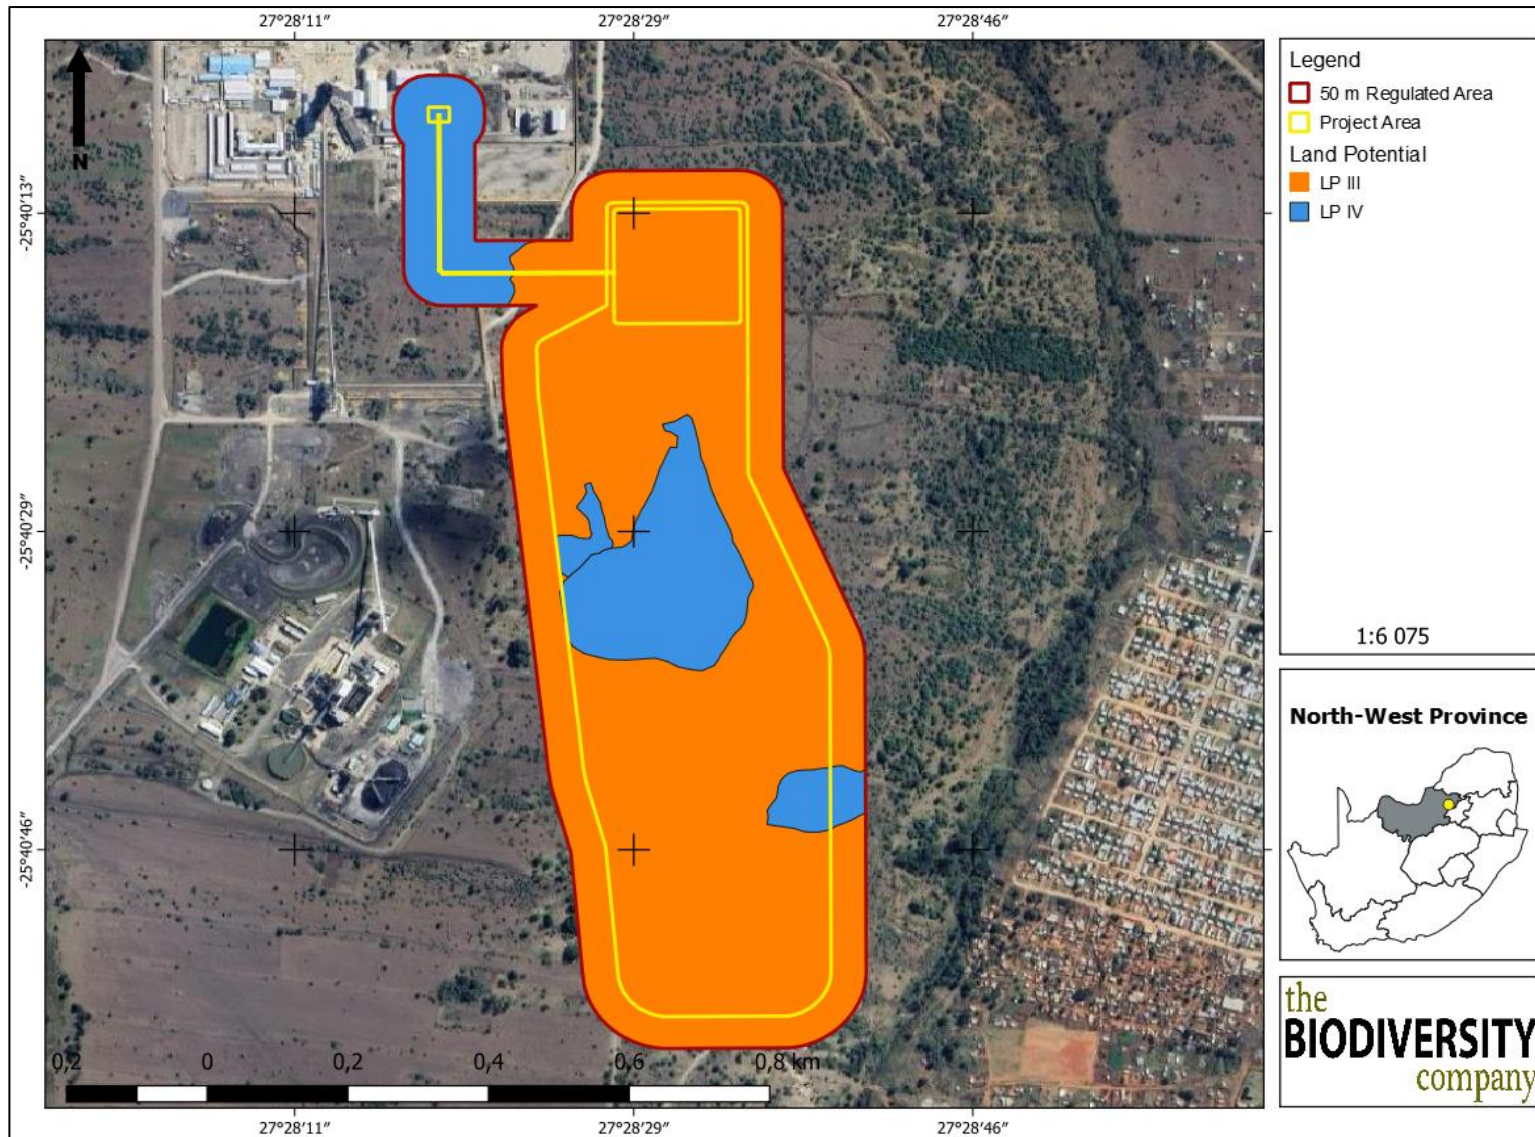 27°28′11″ 27°28′29″ 27°28′46″
-25°40′13″
-25°40′29″
-25°40′46″
N
0,2 0 0,2 0,4 0,6 0,8 km
27°28′11″ 27°28′29″ 27°28′46″
Legend
50 m Regulated Area
Project Area
Land Potential
LP III
LP IV
1:6 075
North-West Province
the
BIODIVERSITY
company